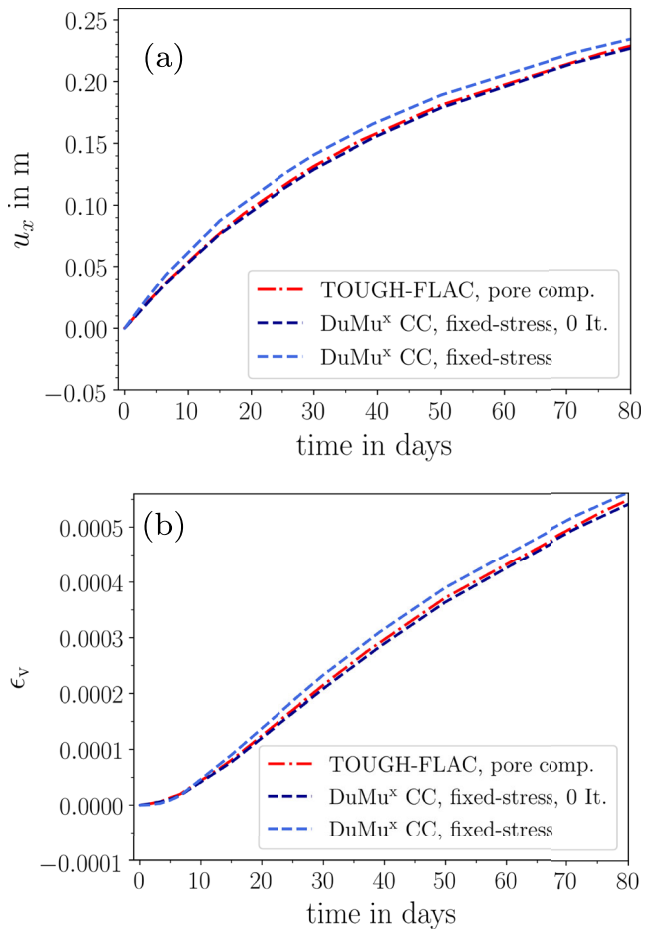 0.25
(a)
0.20
0.15
0.10
0.05
0.00
−0.05
u_x in m
TOUGH-FLAC, pore comp.
DuMuˣ CC, fixed-stress, 0 It.
DuMuˣ CC, fixed-stress
0 10 20 30 40 50 60 70 80
time in days
(b)
0.0005
0.0004
0.0003
0.0002
0.0001
0.0000
−0.0001
ϵ_v
TOUGH-FLAC, pore comp.
DuMuˣ CC, fixed-stress, 0 It.
DuMuˣ CC, fixed-stress
0 10 20 30 40 50 60 70 80
time in days